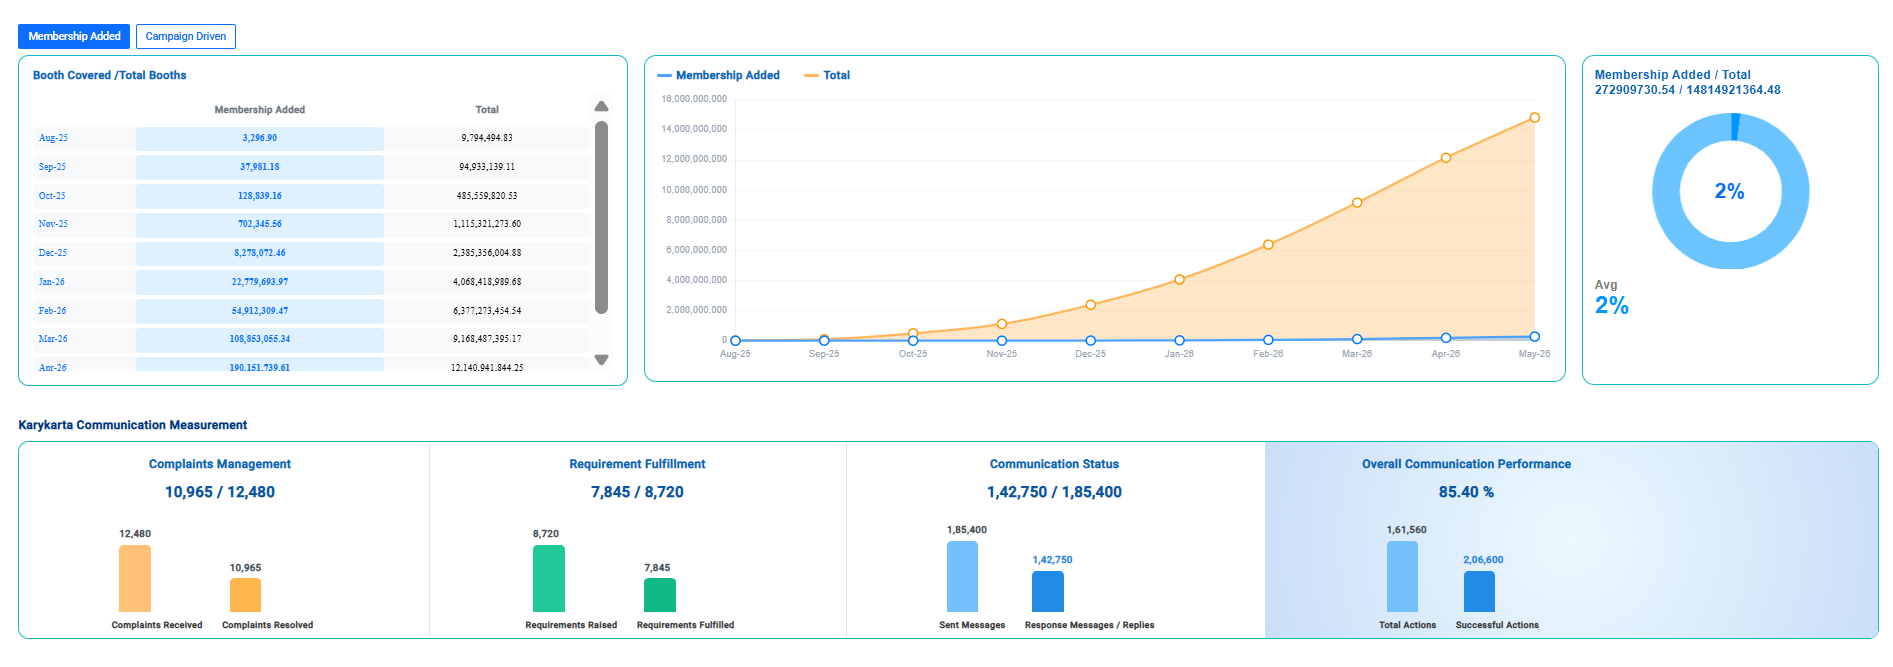 Membership Added Campaign Driven
Booth Covered /Total Booths
Membership Added Total
Aug-25 3,296.90 9,794,494.83
Sep-25 37,981.18 94,933,139.11
Oct-25 128,839.16 485,559,820.53
Nov-25 702,345.56 1,115,321,273.60
Dec-25 8,278,072.46 2,385,356,004.88
Jan-26 22,779,693.97 4,068,418,989.68
Feb-26 54,912,309.47 6,377,273,454.54
Mar-26 108,853,055.34 9,168,487,395.17
Apr-26 190,151,739.61 12,140,941,844.25
Membership Added Total
16,000,000,000
14,000,000,000
12,000,000,000
10,000,000,000
8,000,000,000
6,000,000,000
4,000,000,000
2,000,000,000
0
Aug-25 Sep-25 Oct-25 Nov-25 Dec-25 Jan-26 Feb-26 Mar-26 Apr-26 May-26
Membership Added / Total
272909730.54 / 14814921364.48
2%
Avg
2%
Karykarta Communication Measurement
Complaints Management
10,965 / 12,480
12,480
10,965
Complaints Received Complaints Resolved
Requirement Fulfillment
7,845 / 8,720
8,720
7,845
Requirements Raised Requirements Fulfilled
Communication Status
1,42,750 / 1,85,400
1,85,400
1,42,750
Sent Messages Response Messages / Replies
Overall Communication Performance
85.40 %
1,61,560
2,06,600
Total Actions Successful Actions